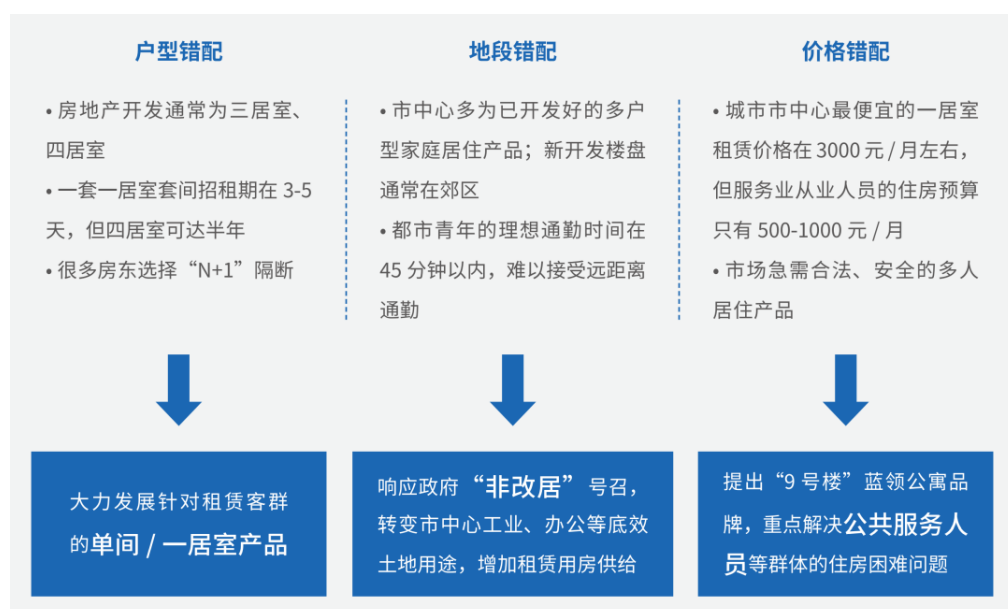 户型错配
• 房地产开发通常为三居室、
四居室
• 一套一居室套间招租期在 3-5
天，但四居室可达半年
• 很多房东选择“N+1”隔断
大力发展针对租赁客群
的单间 / 一居室产品
地段错配
• 市中心多为已开发好的多户
型家庭居住产品；新开发楼盘
通常在郊区
• 都市青年的理想通勤时间在
45 分钟以内，难以接受远距离
通勤
响应政府“非改居”号召，
转变市中心工业、办公等底效
土地用途，增加租赁用房供给
价格错配
• 城市市中心最便宜的一居室
租赁价格在 3000 元 / 月左右，
但服务业从业人员的住房预算
只有 500-1000 元 / 月
• 市场急需合法、安全的多人
居住产品
提出“9 号楼”蓝领公寓品
牌，重点解决公共服务人
员等群体的住房困难问题